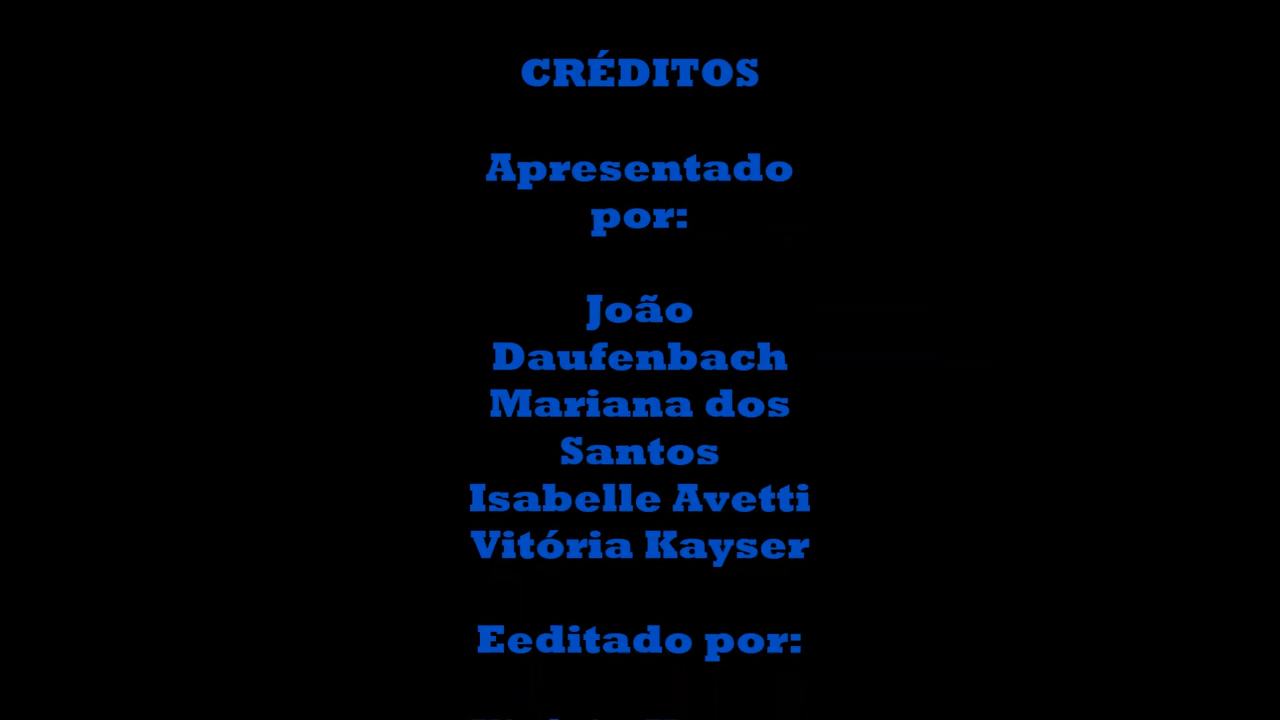 CRÉDITOS
Apresentado
por:
João
Daufenbach
Mariana dos
Santos
Isabelle Avetti
Vitória Kayser
Eeditado por: